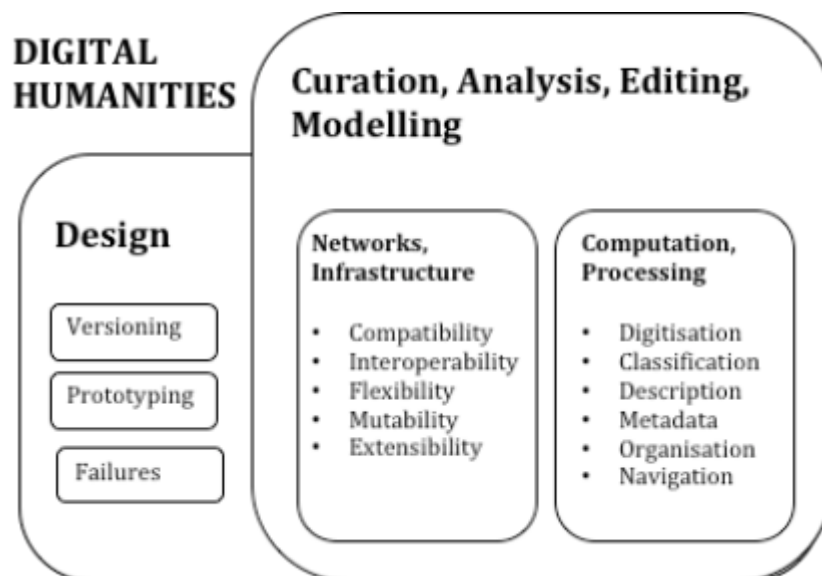 DIGITAL
HUMANITIES
Curation, Analysis, Editing,
Modelling
Design
Versioning
Prototyping
Failures
Networks,
Infrastructure
• Compatibility
• Interoperability
• Flexibility
• Mutability
• Extensibility
Computation,
Processing
• Digitisation
• Classification
• Description
• Metadata
• Organisation
• Navigation